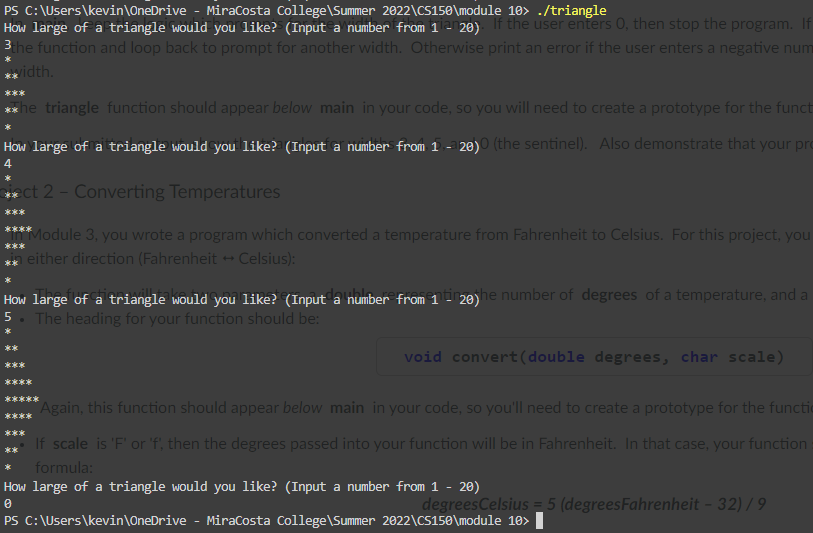 PS C:\Users\kevin\OneDrive - MiraCosta College\Summer 2022\CS150\module 10> ./triangle
How large of a triangle would you like? (Input a number from 1 - 20)
If the user enters 0, then stop the program. If
3
the function and loop back to prompt for another width. Otherwise print an error if the user enters a negative num
*
width.
**
***
The triangle function should appear below main in your code, so you will need to create a prototype for the funct
**
*
How large of a triangle would you like? (Input a number from 1 - 20)
0 (the sentinel). Also demonstrate that your pro
4
*
**
oject 2 – Converting Temperatures
***
****
In Module 3, you wrote a program which converted a temperature from Fahrenheit to Celsius. For this project, you
***
**
in either direction (Fahrenheit ↔ Celsius):
*
How large of a triangle would you like? (Input a number from 1 - 20)
The function will take two parameters, a double representing the number of degrees of a temperature, and a
5
The heading for your function should be:
*
**
void convert(double degrees, char scale)
***
****
*****
Again, this function should appear below main in your code, so you'll need to create a prototype for the functi
****
***
If scale is 'F' or 'f', then the degrees passed into your function will be in Fahrenheit. In that case, your function
**
*
formula:
How large of a triangle would you like? (Input a number from 1 - 20)
0
degreesCelsius = 5 (degreesFahrenheit – 32) / 9
PS C:\Users\kevin\OneDrive - MiraCosta College\Summer 2022\CS150\module 10>